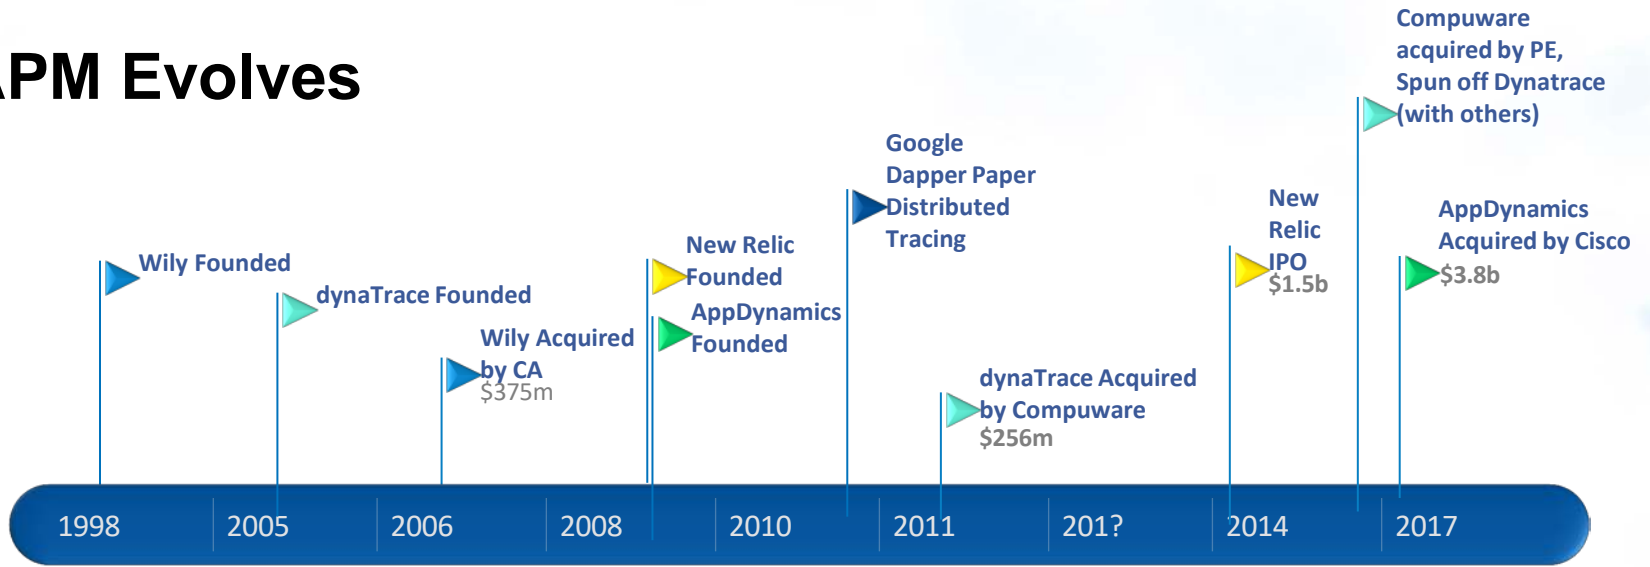 APM Evolves
Wily Founded
dynaTrace Founded
Wily Acquired
by CA
$375m
New Relic
Founded
AppDynamics
Founded
Google
Dapper Paper
Distributed
Tracing
dynaTrace Acquired
by Compuware
$256m
New
Relic
IPO
$1.5b
Compuware
acquired by PE,
Spun off Dynatrace
(with others)
AppDynamics
Acquired by Cisco
$3.8b
1998 2005 2006 2008 2010 2011 201? 2014 2017